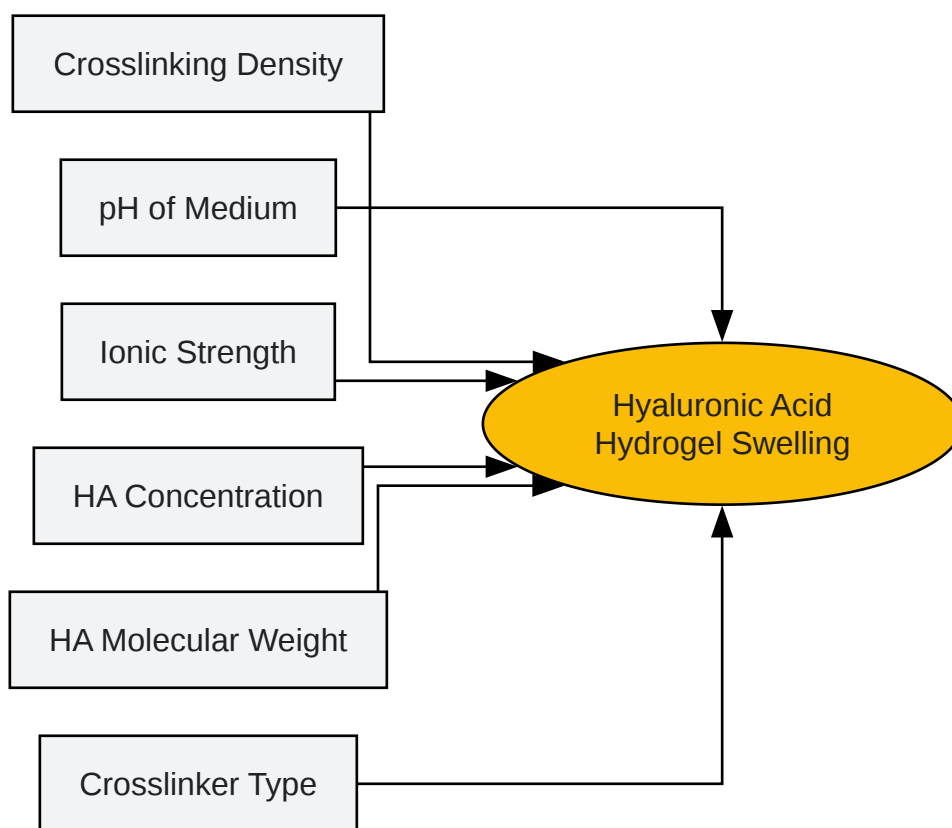 Crosslinking Density
pH of Medium
Ionic Strength
HA Concentration
HA Molecular Weight
Crosslinker Type
Hyaluronic Acid
Hydrogel Swelling